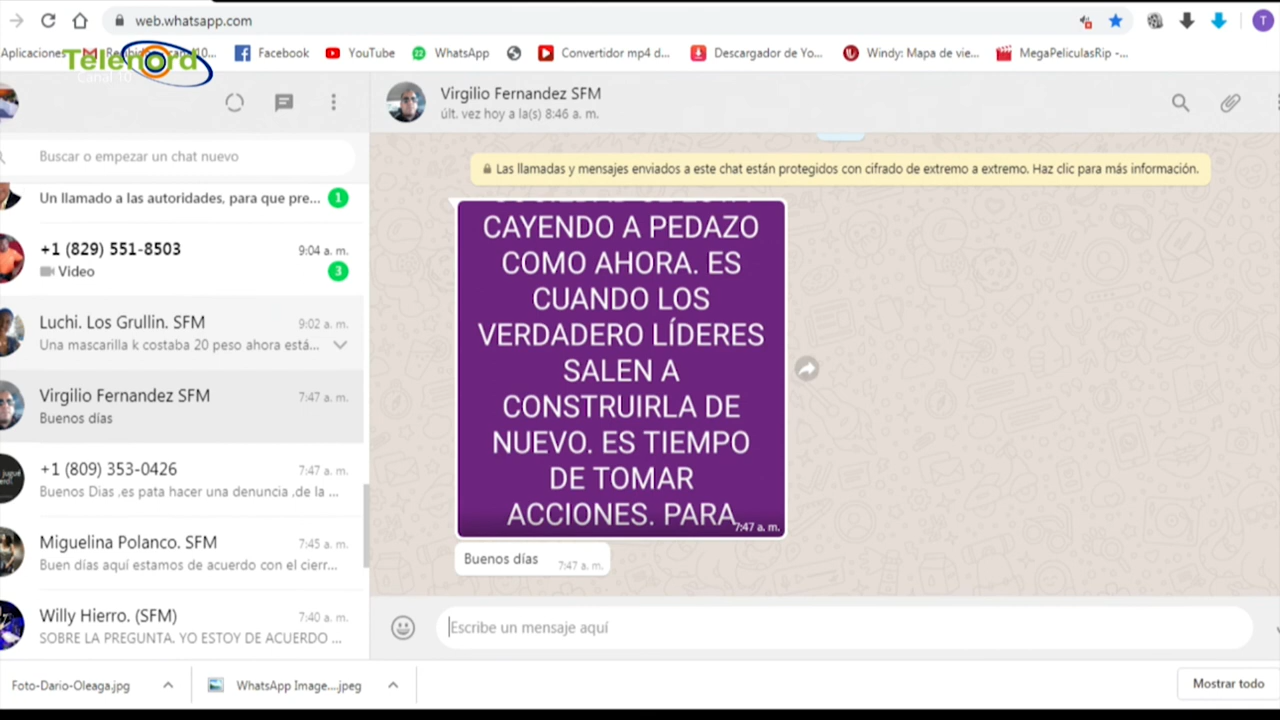 web.whatsapp.com
T
Aplicaciones
Facebook
YouTube
WhatsApp
Convertidor mp4 d...
Descargador de Yo...
Windy: Mapa de vie...
MegaPeliculasRip -...
Telenord
Canal 10
Virgilio Fernandez SFM
últ. vez hoy a la(s) 8:46 a. m.
Buscar o empezar un chat nuevo
Un llamado a las autoridades, para que pre...
1
+1 (829) 551-8503
9:04 a. m.
Video
3
Luchi. Los Grullin. SFM
9:02 a. m.
Una mascarilla k costaba 20 peso ahora está...
Virgilio Fernandez SFM
7:47 a. m.
Buenos días
+1 (809) 353-0426
7:47 a. m.
Buenos Dias ,es pata hacer una denuncia ,de la ...
Miguelina Polanco. SFM
7:45 a. m.
Buen días aquí estamos de acuerdo con el cierr...
Willy Hierro. (SFM)
7:40 a. m.
SOBRE LA PREGUNTA. YO ESTOY DE ACUERDO ...
Las llamadas y mensajes enviados a este chat están protegidos con cifrado de extremo a extremo. Haz clic para más información.
CAYENDO A PEDAZO
COMO AHORA. ES
CUANDO LOS
VERDADERO LÍDERES
SALEN A
CONSTRUIRLA DE
NUEVO. ES TIEMPO
DE TOMAR
ACCIONES. PARA
7:47 a. m.
Buenos días
7:47 a. m.
Escribe un mensaje aquí
Foto-Dario-Oleaga.jpg
WhatsApp Image....jpeg
Mostrar todo